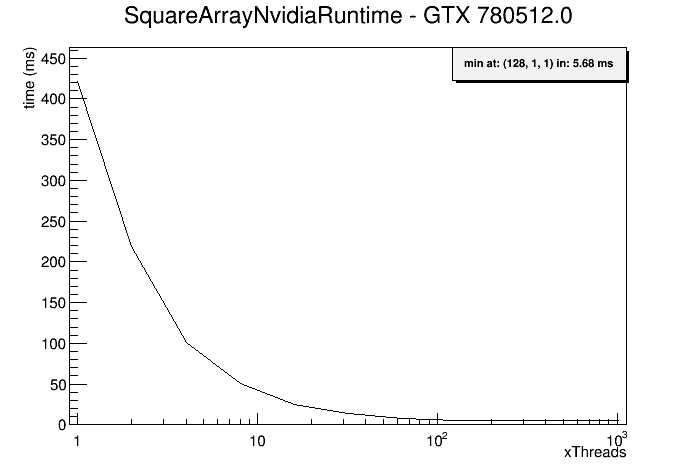 SquareArrayNvidiaRuntime - GTX 780512.0
time (ms)
min at: (128, 1, 1) in: 5.68 ms
450
400
350
300
250
200
150
100
50
0
1 10 10² 10³
xThreads